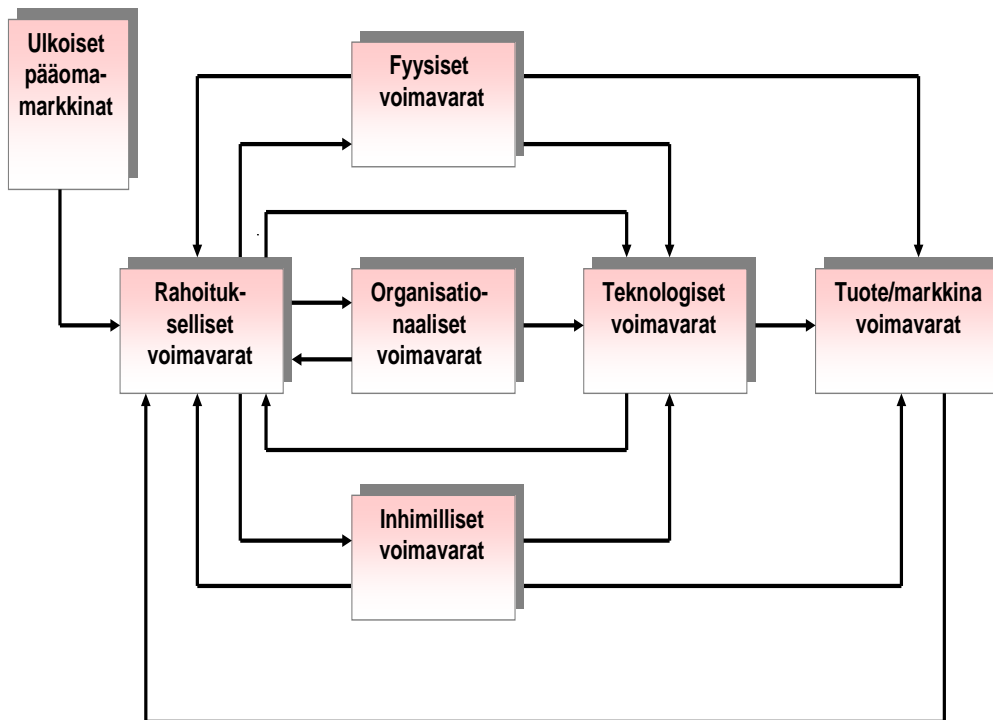 Ulkoiset
pääoma-
markkinat
Fyysiset
voimavarat
Rahoituk-
selliset
voimavarat
Organisatio-
naaliset
voimavarat
Teknologiset
voimavarat
Tuote/markkina
voimavarat
Inhimilliset
voimavarat